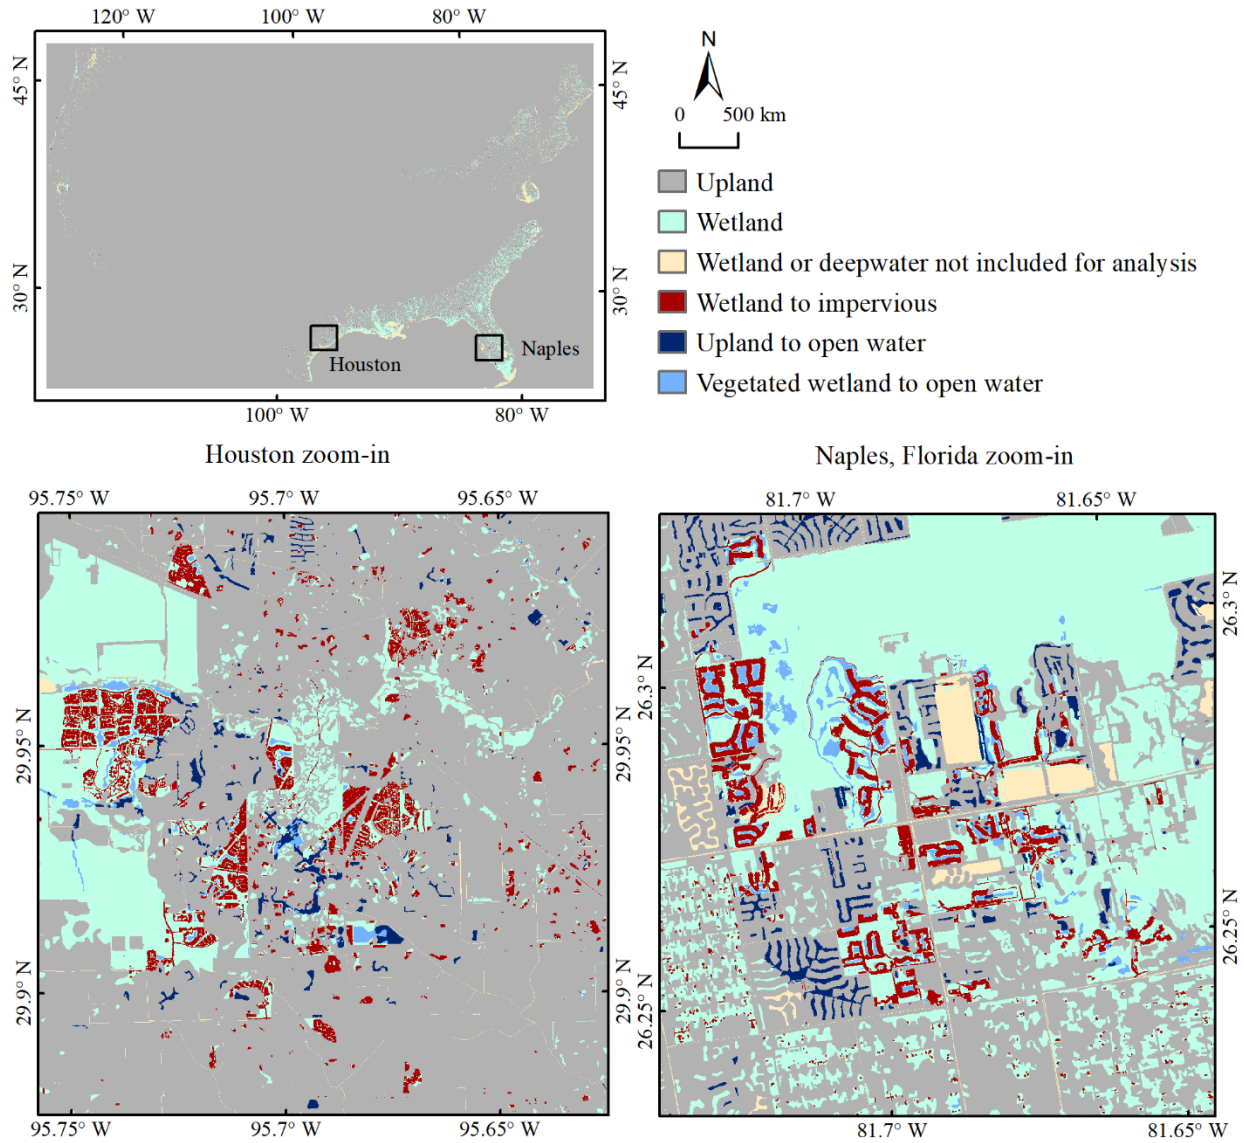 120° W 100° W 80° W
45° N
45° N
30° N
30° N
Houston
Naples
100° W 80° W
N
0 500 km
Upland
Wetland
Wetland or deepwater not included for analysis
Wetland to impervious
Upland to open water
Vegetated wetland to open water
Houston zoom-in
95.75° W 95.7° W 95.65° W
29.95° N
29.95° N
29.9° N
29.9° N
95.75° W 95.7° W 95.65° W
Naples, Florida zoom-in
81.7° W 81.65° W
26.3° N
26.3° N
26.25° N
26.25° N
81.7° W 81.65° W